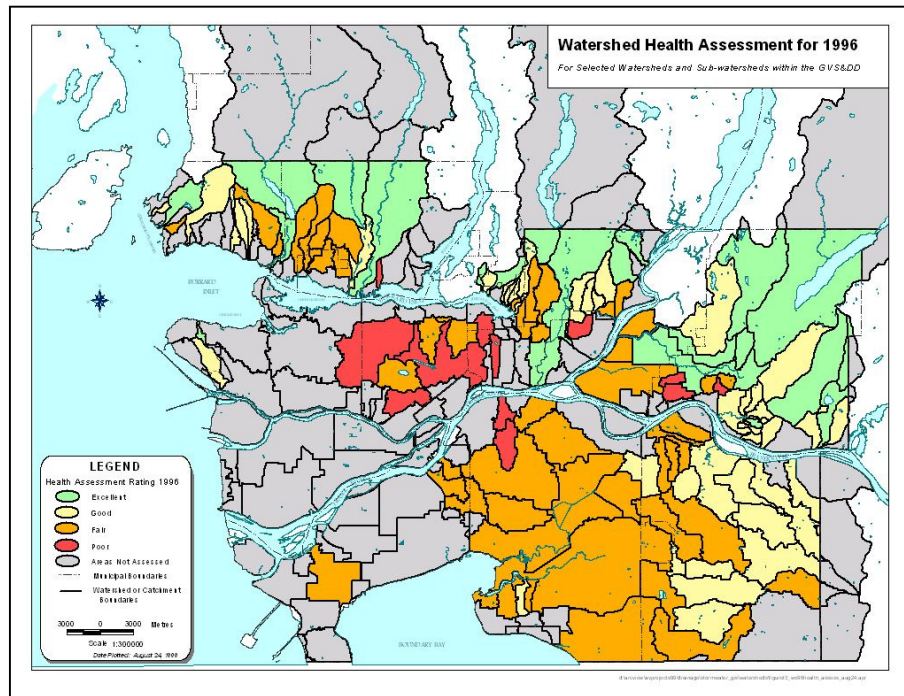 Watershed Health Assessment for 1996
For Selected Watersheds and Sub-watersheds within the GVS&DD
BURRARD
INLET
BOUNDARY BAY
LEGEND
Health Assessment Rating 1996
Excellent
Good
Fair
Poor
Areas Not Assessed
Municipal Boundaries
Watershed or Catchment
Boundaries
3000 0 3000 Metres
Scale 1:300000
Date Plotted: August 24, 1999